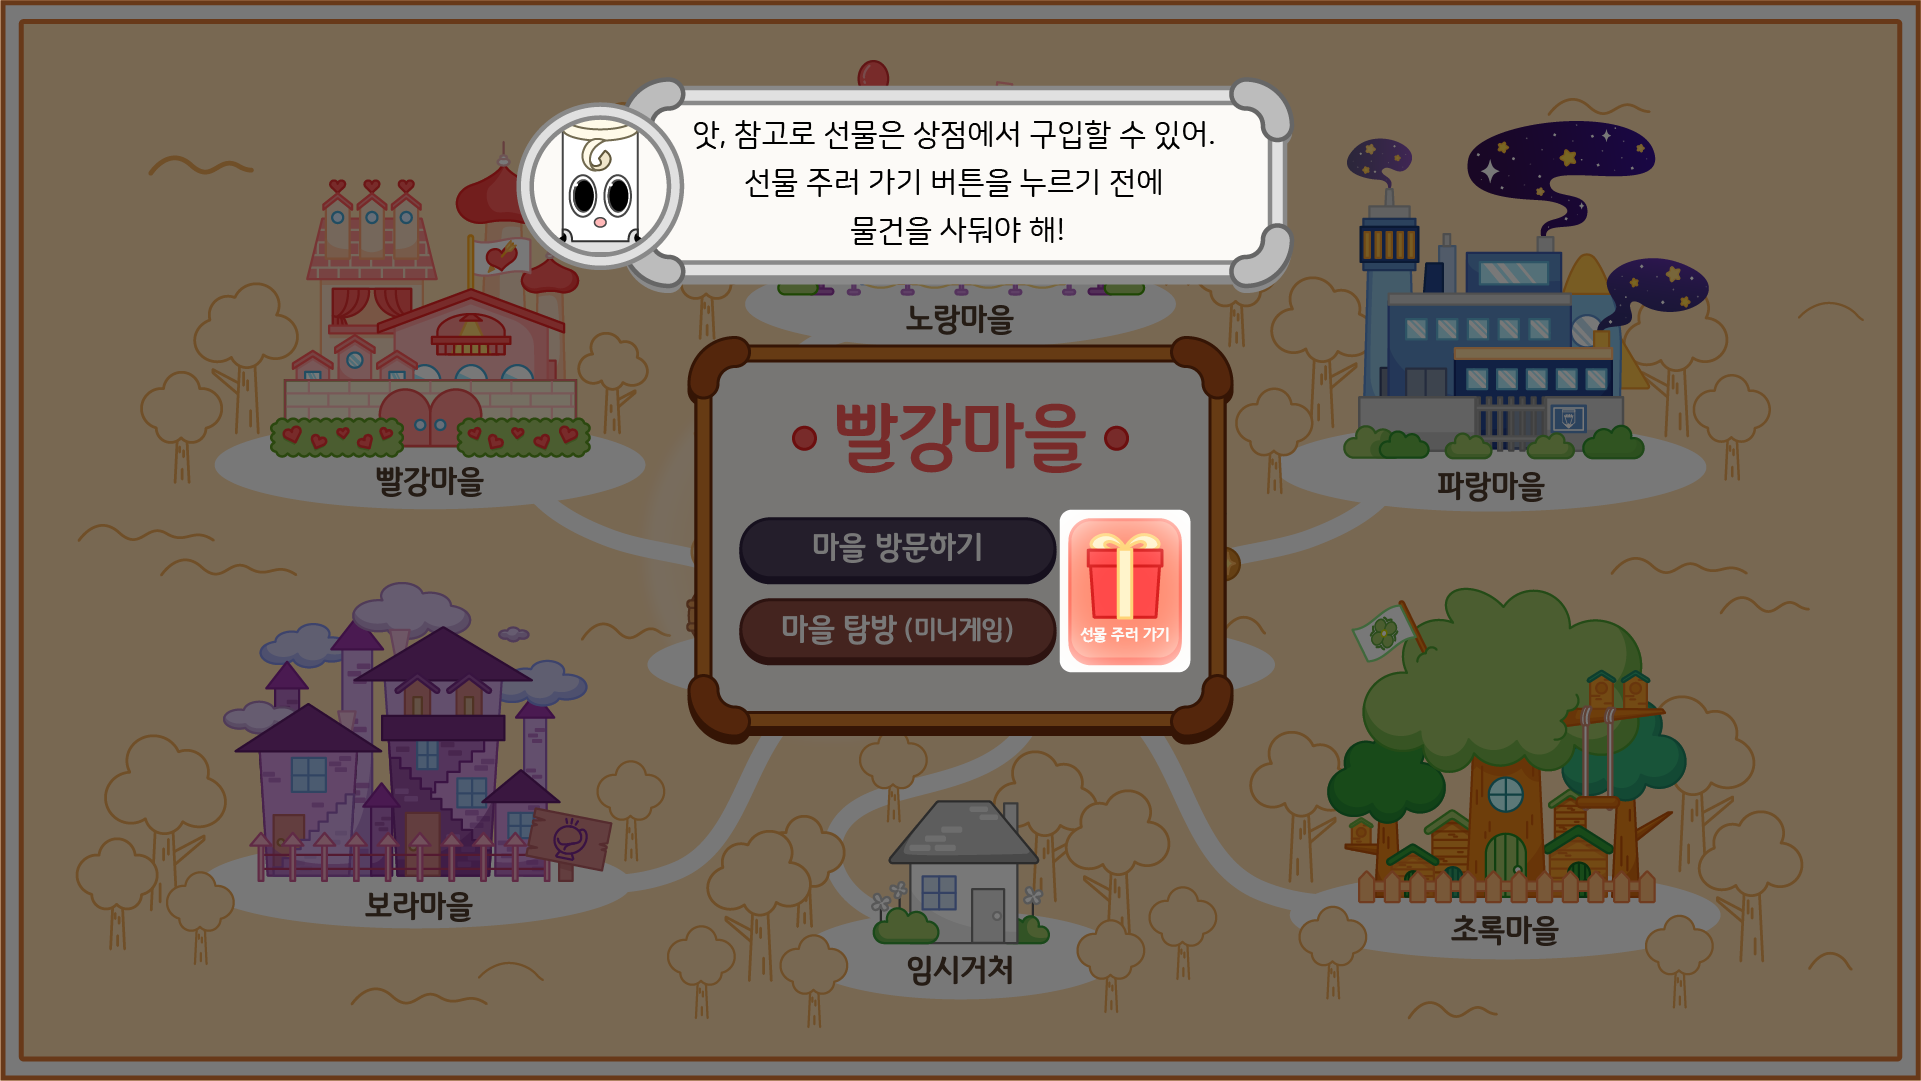 앗, 참고로 선물은 상점에서 구입할 수 있어.
선물 주러 가기 버튼을 누르기 전에
물건을 사둬야 해!
노랑마을
빨강마을
파랑마을
빨강마을
마을 방문하기
마을 탐방 (미니게임)
선물 주러 가기
보라마을
초록마을
임시거처